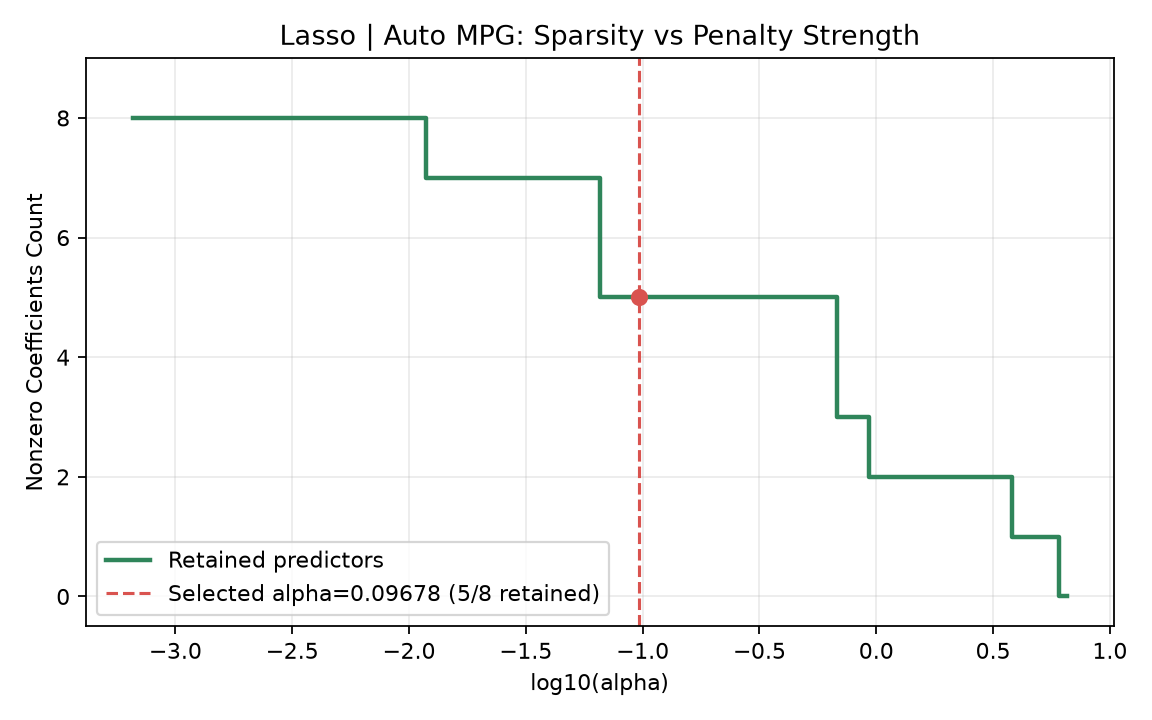 Lasso | Auto MPG: Sparsity vs Penalty Strength
Nonzero Coefficients Count
8
6
4
2
0
Retained predictors
Selected alpha=0.09678 (5/8 retained)
−3.0 −2.5 −2.0 −1.5 −1.0 −0.5 0.0 0.5 1.0
log10(alpha)